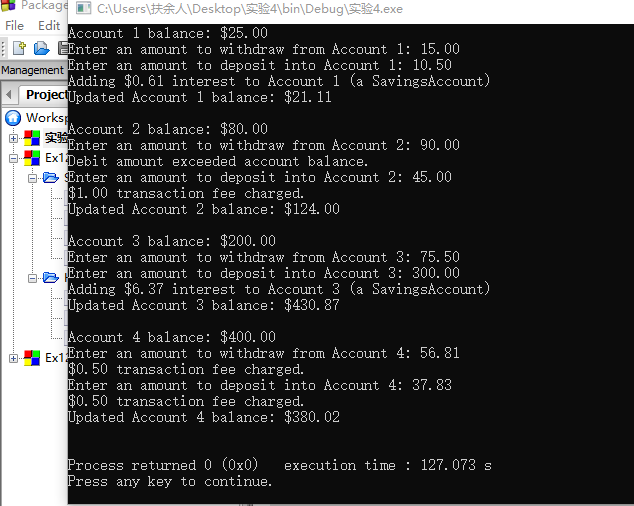 Package
File Edit
Management
Project
Workspa
实验
Ex12
S
Ex12
C:\Users\扶余人\Desktop\实验4\bin\Debug\实验4.exe
Account 1 balance: $25.00
Enter an amount to withdraw from Account 1: 15.00
Enter an amount to deposit into Account 1: 10.50
Adding $0.61 interest to Account 1 (a SavingsAccount)
Updated Account 1 balance: $21.11
Account 2 balance: $80.00
Enter an amount to withdraw from Account 2: 90.00
Debit amount exceeded account balance.
Enter an amount to deposit into Account 2: 45.00
$1.00 transaction fee charged.
Updated Account 2 balance: $124.00
Account 3 balance: $200.00
Enter an amount to withdraw from Account 3: 75.50
Enter an amount to deposit into Account 3: 300.00
Adding $6.37 interest to Account 3 (a SavingsAccount)
Updated Account 3 balance: $430.87
Account 4 balance: $400.00
Enter an amount to withdraw from Account 4: 56.81
$0.50 transaction fee charged.
Enter an amount to deposit into Account 4: 37.83
$0.50 transaction fee charged.
Updated Account 4 balance: $380.02
Process returned 0 (0x0) execution time : 127.073 s
Press any key to continue.